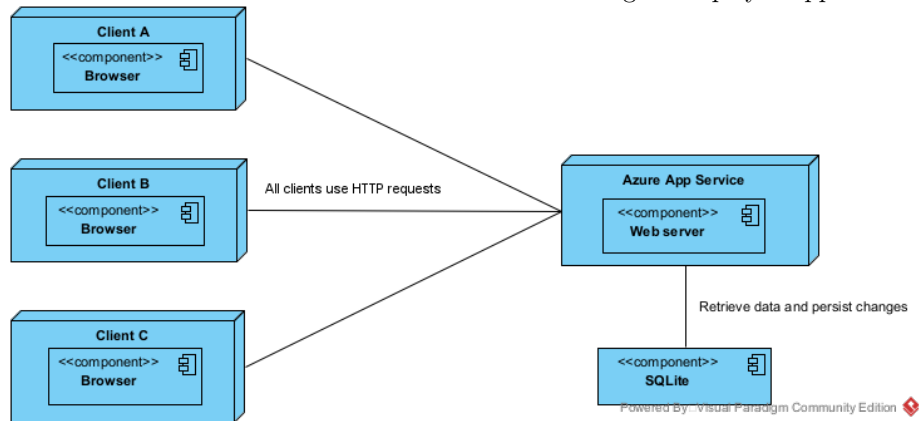 Client A
<<component>>
Browser
Client B
<<component>>
Browser
All clients use HTTP requests
Azure App Service
<<component>>
Web server
Retrieve data and persist changes
Client C
<<component>>
Browser
<<component>>
SQLite
Powered By Visual Paradigm Community Edition